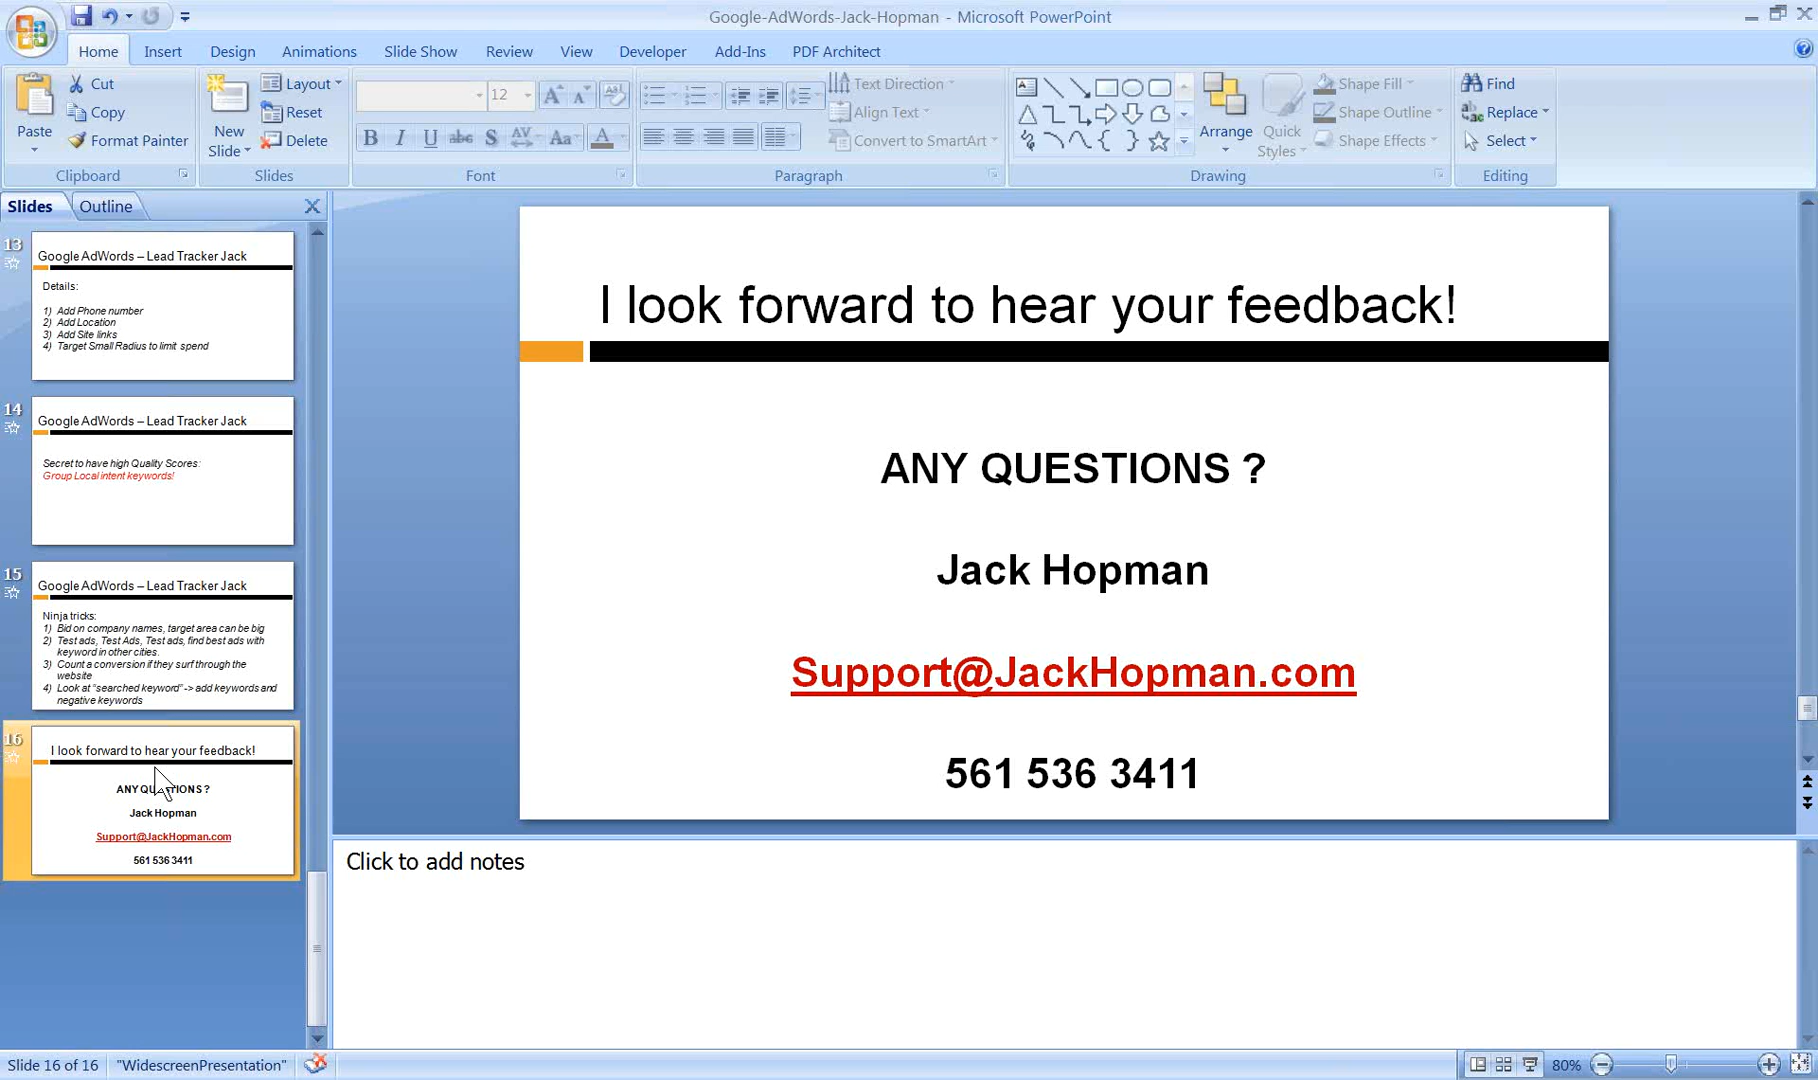 Google-AdWords-Jack-Hopman - Microsoft PowerPoint
Home Insert Design Animations Slide Show Review View Developer Add-Ins PDF Architect
Paste
Cut
Copy
Format Painter
Clipboard
New Slide
Layout
Reset
Delete
Slides
12
B I U abc S AV Aa A
Font
Text Direction
Align Text
Convert to SmartArt
Paragraph
Arrange
Quick Styles
Shape Fill
Shape Outline
Shape Effects
Drawing
Find
Replace
Select
Editing
Slides Outline
13
Google AdWords – Lead Tracker Jack
Details:
1) Add Phone number
2) Add Location
3) Add Site links
4) Target Small Radius to limit spend
14
Google AdWords – Lead Tracker Jack
Secret to have high Quality Scores:
Group Local intent keywords!
15
Google AdWords – Lead Tracker Jack
Ninja tricks:
1) Bid on company names, target area can be big
2) Test ads, Test Ads, Test ads, find best ads with
keyword in other cities.
3) Count a conversion if they surf through the
website
4) Look at "searched keyword" -> add keywords and
negative keywords
16
I look forward to hear your feedback!
ANY QUESTIONS ?
Jack Hopman
Support@JackHopman.com
561 536 3411
I look forward to hear your feedback!
ANY QUESTIONS ?
Jack Hopman
Support@JackHopman.com
561 536 3411
Click to add notes
Slide 16 of 16 "WidescreenPresentation" 80%